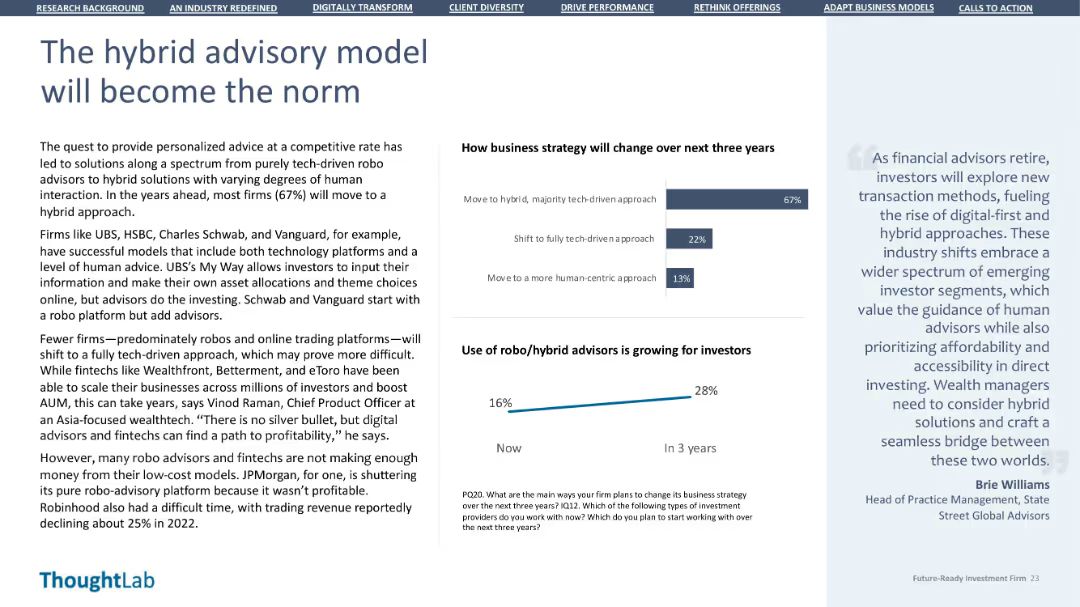 RESEARCH BACKGROUND AN INDUSTRY REDEFINED DIGITALLY TRANSFORM CLIENT DIVERSITY DRIVE PERFORMANCE RETHINK OFFERINGS ADAPT BUSINESS MODELS CALLS TO ACTION
The hybrid advisory model
will become the norm
The quest to provide personalized advice at a competitive rate has
led to solutions along a spectrum from purely tech-driven robo
advisors to hybrid solutions with varying degrees of human
interaction. In the years ahead, most firms (67%) will move to a
hybrid approach.
Firms like UBS, HSBC, Charles Schwab, and Vanguard, for example,
have successful models that include both technology platforms and a
level of human advice. UBS's My Way allows investors to input their
information and make their own asset allocations and theme choices
online, but advisors do the investing. Schwab and Vanguard start with
a robo platform but add advisors.
Fewer firms—predominately robos and online trading platforms—will
shift to a fully tech-driven approach, which may prove more difficult.
While fintechs like Wealthfront, Betterment, and eToro have been
able to scale their businesses across millions of investors and boost
AUM, this can take years, says Vinod Raman, Chief Product Officer at
an Asia-focused wealthtech. “There is no silver bullet, but digital
advisors and fintechs can find a path to profitability,” he says.
However, many robo advisors and fintechs are not making enough
money from their low-cost models. JPMorgan, for one, is shuttering
its pure robo-advisory platform because it wasn't profitable.
Robinhood also had a difficult time, with trading revenue reportedly
declining about 25% in 2022.
How business strategy will change over next three years
Move to hybrid, majority tech-driven approach 67%
Shift to fully tech-driven approach 22%
Move to a more human-centric approach 13%
Use of robo/hybrid advisors is growing for investors
16% 28%
Now In 3 years
PQ20. What are the main ways your firm plans to change its business strategy
over the next three years? IQ12. Which of the following types of investment
providers do you work with now? Which do you plan to start working with over
the next three years?
“As financial advisors retire,
investors will explore new
transaction methods, fueling
the rise of digital-first and
hybrid approaches. These
industry shifts embrace a
wider spectrum of emerging
investor segments, which
value the guidance of human
advisors while also
prioritizing affordability and
accessibility in direct
investing. Wealth managers
need to consider hybrid
solutions and craft a
seamless bridge between
these two worlds.”
Brie Williams
Head of Practice Management, State
Street Global Advisors
ThoughtLab
Future-Ready Investment Firm 23